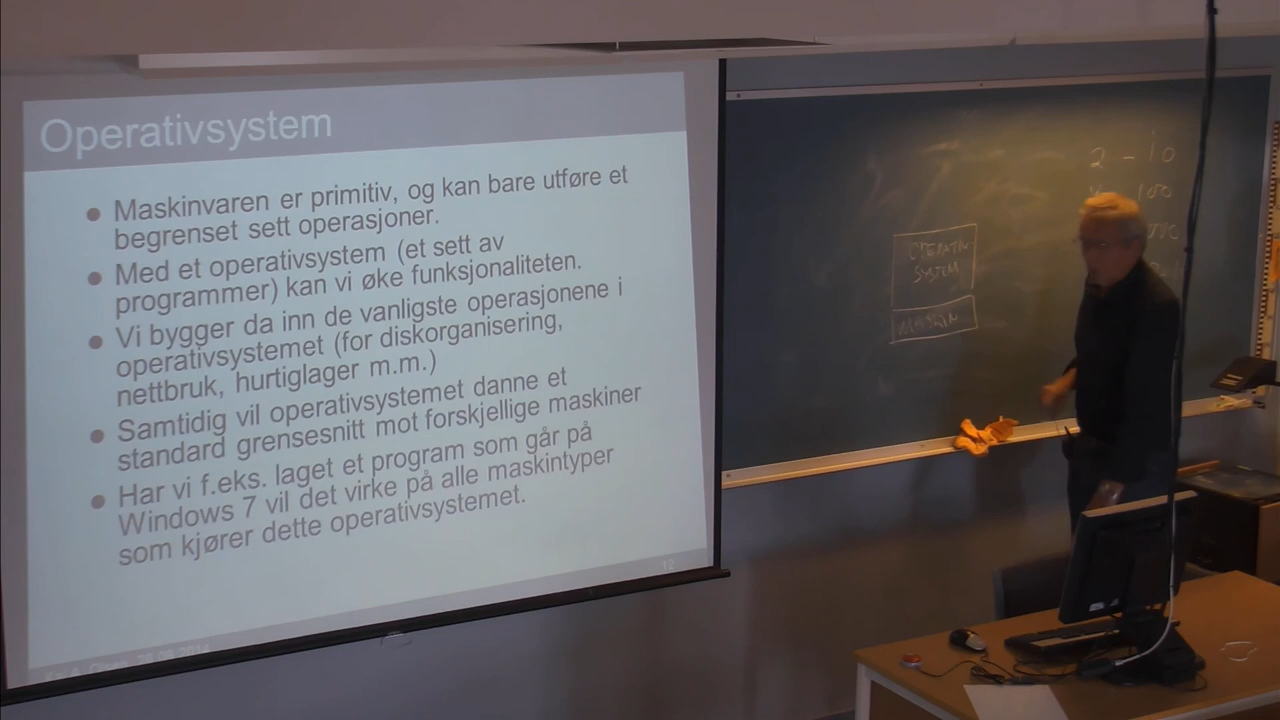 Operativsystem
Maskinvaren er primitiv, og kan bare utføre et
begrenset sett operasjoner.
Med et operativsystem (et sett av
programmer) kan vi øke funksjonaliteten.
Vi bygger da inn de vanligste operasjonene i
operativsystemet (for diskorganisering,
nettbruk, hurtiglager m.m.)
Samtidig vil operativsystemet danne et
standard grensesnitt mot forskjellige maskiner
Har vi f.eks. laget et program som går på
Windows 7 vil det virke på alle maskintyper
som kjører dette operativsystemet.
12
OPERATIV-
SYSTEM
MASKIN
2 - 10
100